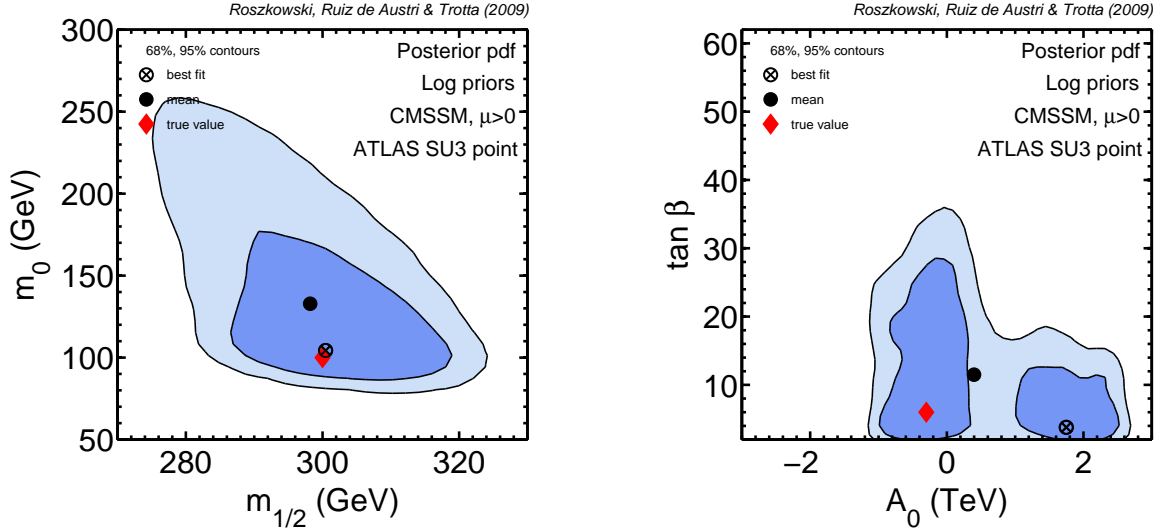 Roszkowski, Ruiz de Austri & Trotta (2009)
68%, 95% contours
best fit
mean
true value
Posterior pdf
Log priors
CMSSM, μ>0
ATLAS SU3 point
300
250
200
150
100
50
m0 (GeV)
280
300
320
m1/2 (GeV)
Roszkowski, Ruiz de Austri & Trotta (2009)
68%, 95% contours
best fit
mean
true value
Posterior pdf
Log priors
CMSSM, μ>0
ATLAS SU3 point
60
50
40
30
20
10
tan β
−2
0
2
A0 (TeV)